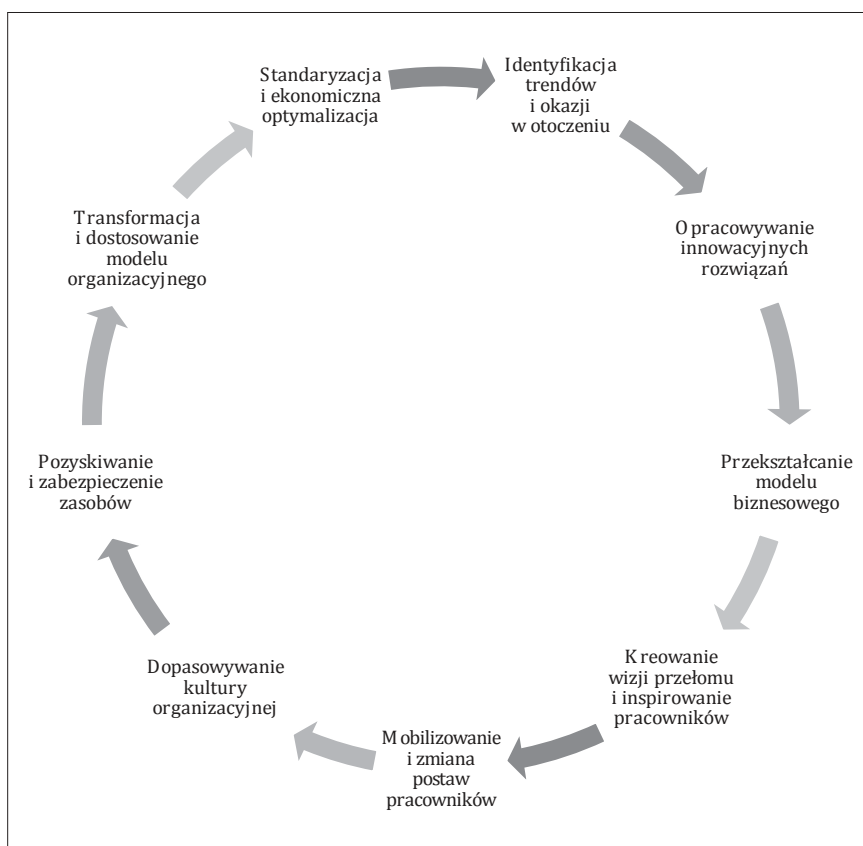 Identyfikacja
trendów
i okazji
w otoczeniu
Opracowywanie
innowacyjnych
rozwiązań
Przekształcanie
modelu
biznesowego
Kreowanie
wizji przełomu
i inspirowanie
pracowników
Mobilizowanie
i zmiana
postaw
pracowników
Dopasowywanie
kultury
organizacyjnej
Pozyskiwanie
i zabezpieczenie
zasobów
Transformacja
i dostosowanie
modelu
organizacyjnego
Standaryzacja
i ekonomiczna
optymalizacja